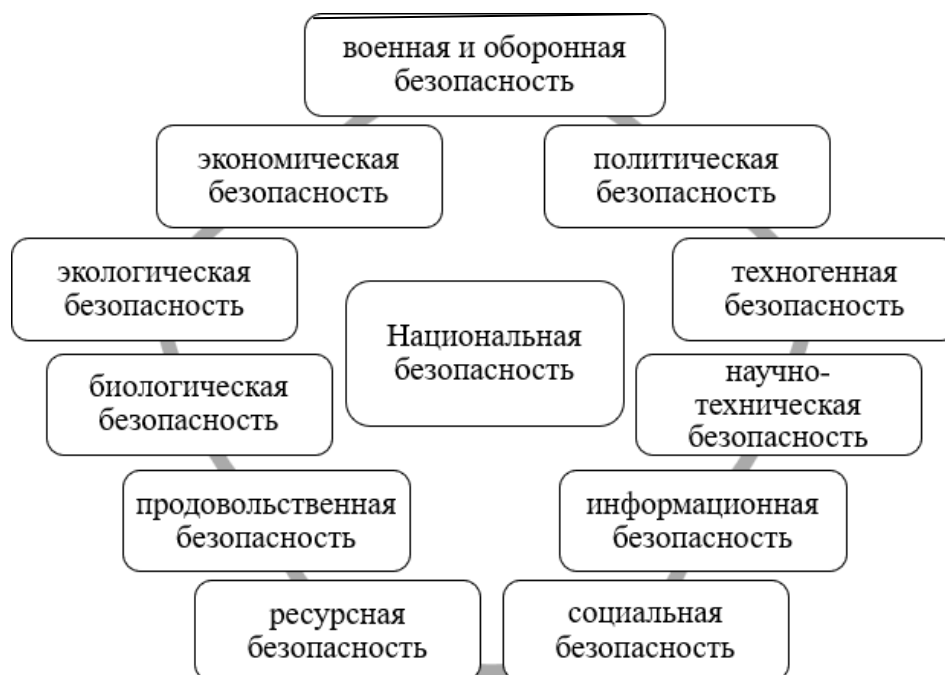 военная и оборонная
безопасность
экономическая
безопасность
политическая
безопасность
экологическая
безопасность
техногенная
безопасность
Национальная
безопасность
биологическая
безопасность
научно-
техническая
безопасность
продовольственная
безопасность
информационная
безопасность
ресурсная
безопасность
социальная
безопасность